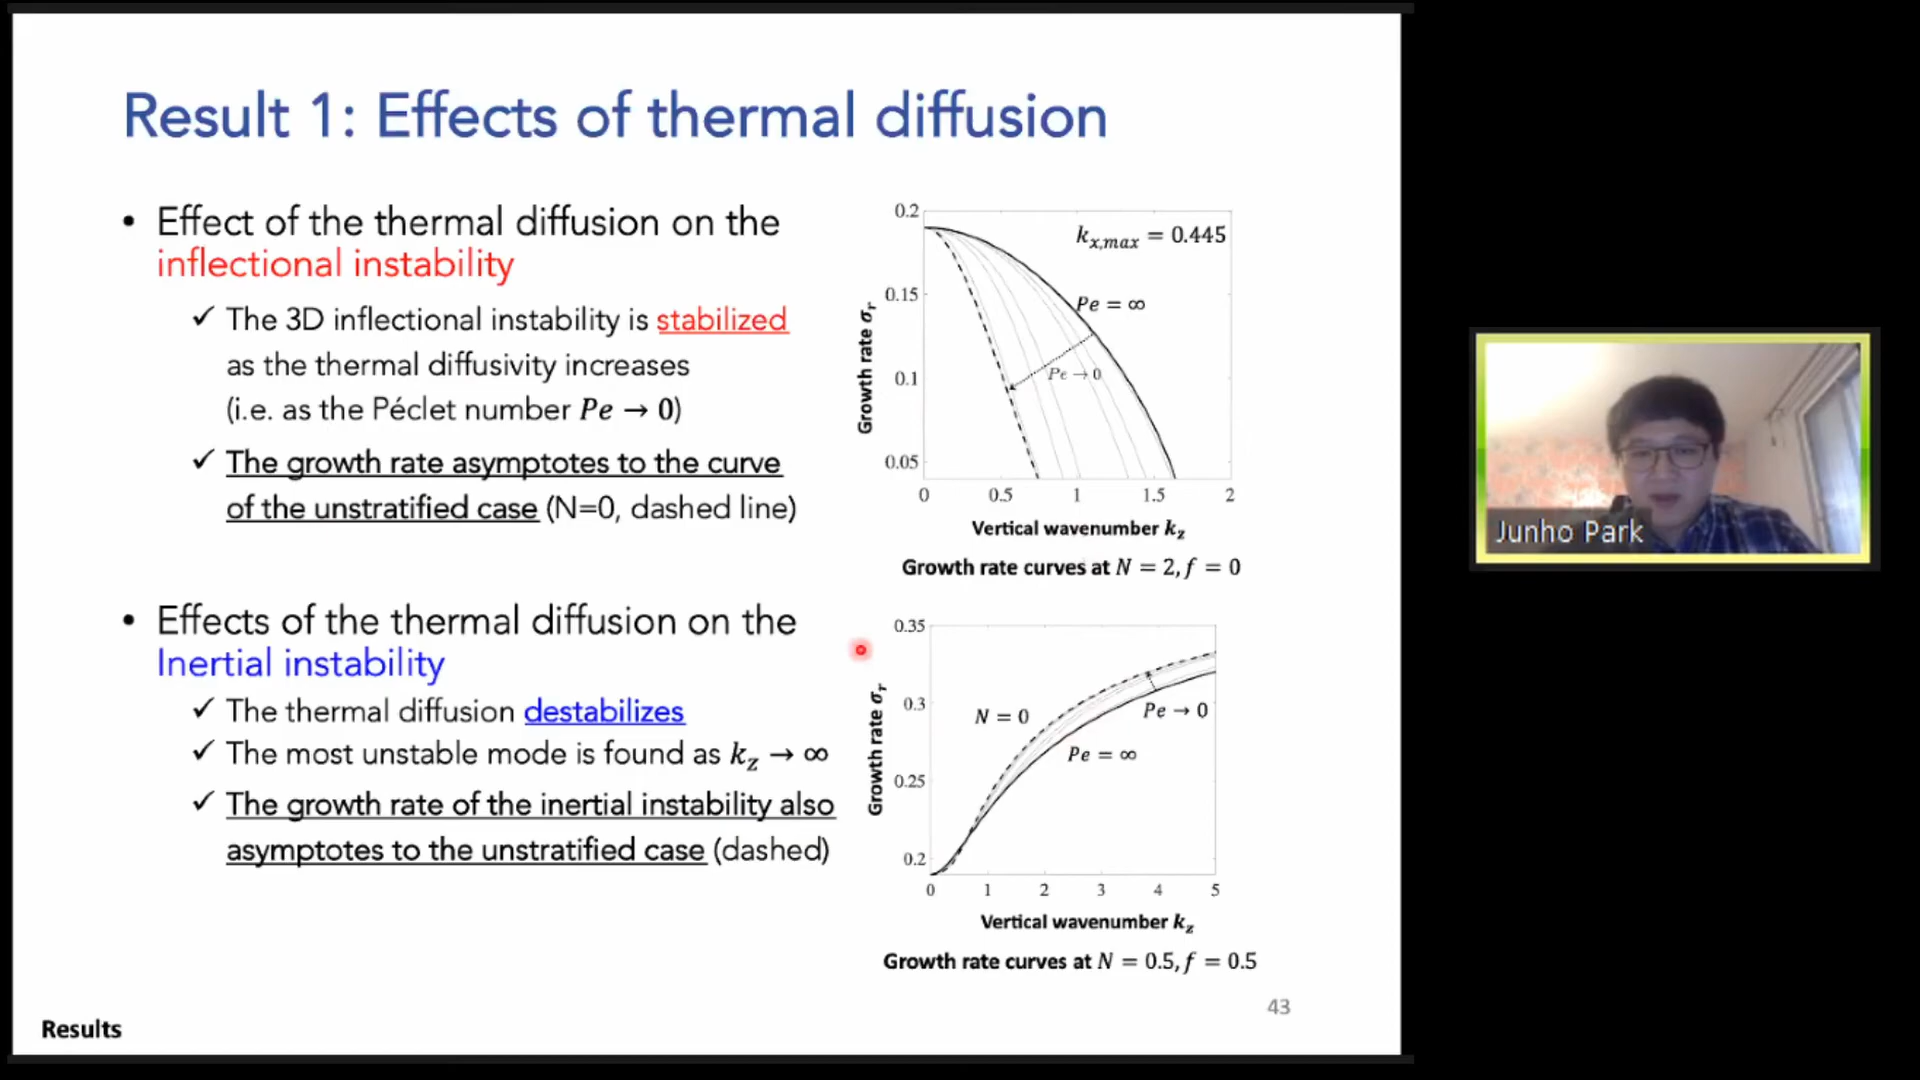 Result 1: Effects of thermal diffusion
• Effect of the thermal diffusion on the
inflectional instability
✓ The 3D inflectional instability is stabilized
as the thermal diffusivity increases
(i.e. as the Péclet number Pe → 0)
✓ The growth rate asymptotes to the curve
of the unstratified case (N=0, dashed line)
• Effects of the thermal diffusion on the
Inertial instability
✓ The thermal diffusion destabilizes
✓ The most unstable mode is found as k_z → ∞
✓ The growth rate of the inertial instability also
asymptotes to the unstratified case (dashed)
0.2
0.15
0.1
0.05
Growth rate σ_r
k_{x,max} = 0.445
Pe = ∞
Pe → 0
0 0.5 1 1.5 2
Vertical wavenumber k_z
Growth rate curves at N = 2, f = 0
0.35
0.3
0.25
0.2
Growth rate σ_r
N = 0
Pe → 0
Pe = ∞
0 1 2 3 4 5
Vertical wavenumber k_z
Growth rate curves at N = 0.5, f = 0.5
43
Results
Junho Park